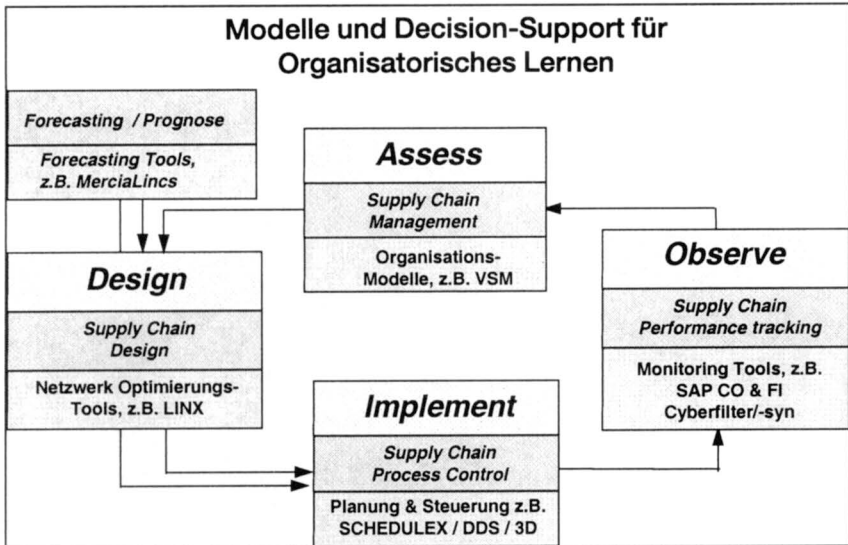 Modelle und Decision-Support für
Organisatorisches Lernen
Forecasting / Prognose
Forecasting Tools,
z.B. MerciaLincs
Assess
Supply Chain
Management
Organisations-
Modelle, z.B. VSM
Observe
Supply Chain
Performance tracking
Monitoring Tools, z.B.
SAP CO & FI
Cyberfilter/-syn
Design
Supply Chain
Design
Netzwerk Optimierungs-
Tools, z.B. LINX
Implement
Supply Chain
Process Control
Planung & Steuerung z.B.
SCHEDULEX / DDS / 3D